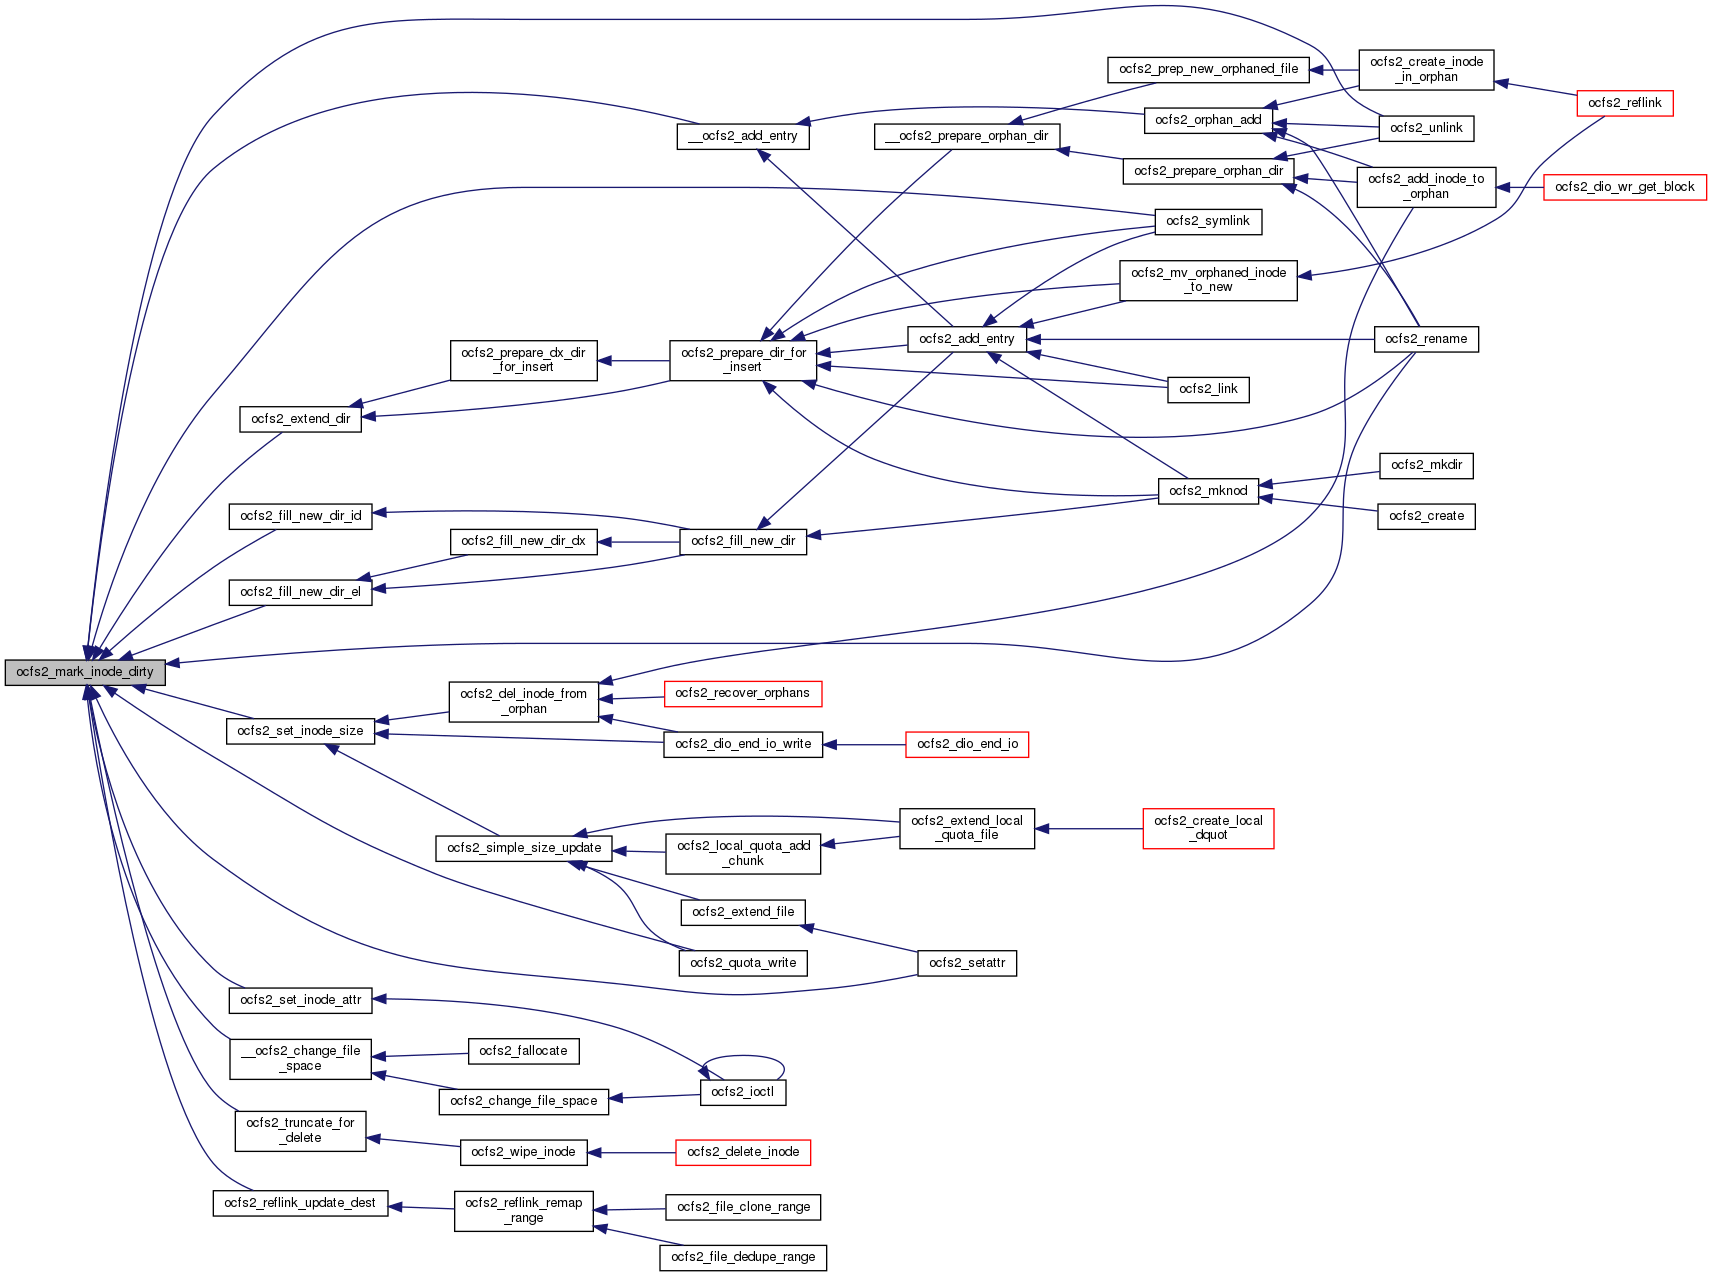 ocfs2_prep_new_orphaned_file
ocfs2_create_inode
_in_orphan
ocfs2_reflink
ocfs2_orphan_add
ocfs2_unlink
__ocfs2_add_entry
__ocfs2_prepare_orphan_dir
ocfs2_prepare_orphan_dir
ocfs2_add_inode_to
_orphan
ocfs2_dio_wr_get_block
ocfs2_symlink
ocfs2_mv_orphaned_inode
_to_new
ocfs2_add_entry
ocfs2_rename
ocfs2_prepare_dx_dir
_for_insert
ocfs2_prepare_dir_for
_insert
ocfs2_link
ocfs2_extend_dir
ocfs2_mkdir
ocfs2_mknod
ocfs2_create
ocfs2_fill_new_dir_id
ocfs2_fill_new_dir_dx
ocfs2_fill_new_dir
ocfs2_fill_new_dir_el
ocfs2_mark_inode_dirty
ocfs2_del_inode_from
_orphan
ocfs2_recover_orphans
ocfs2_set_inode_size
ocfs2_dio_end_io_write
ocfs2_dio_end_io
ocfs2_extend_local
_quota_file
ocfs2_create_local
_dquot
ocfs2_simple_size_update
ocfs2_local_quota_add
_chunk
ocfs2_extend_file
ocfs2_quota_write
ocfs2_setattr
ocfs2_set_inode_attr
__ocfs2_change_file
_space
ocfs2_fallocate
ocfs2_change_file_space
ocfs2_ioctl
ocfs2_truncate_for
_delete
ocfs2_wipe_inode
ocfs2_delete_inode
ocfs2_reflink_update_dest
ocfs2_reflink_remap
_range
ocfs2_file_clone_range
ocfs2_file_dedupe_range